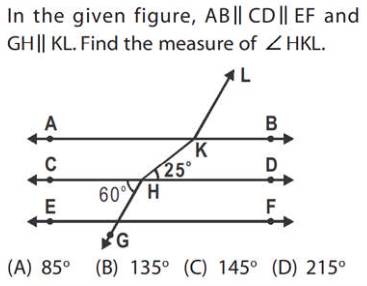 In the given figure, AB|| CD|| EF and
GH|| KL. Find the measure of ∠HKL.
L
A B
K
C 25° D
60° H
E F
G
(A) 85° (B) 135° (C) 145° (D) 215°